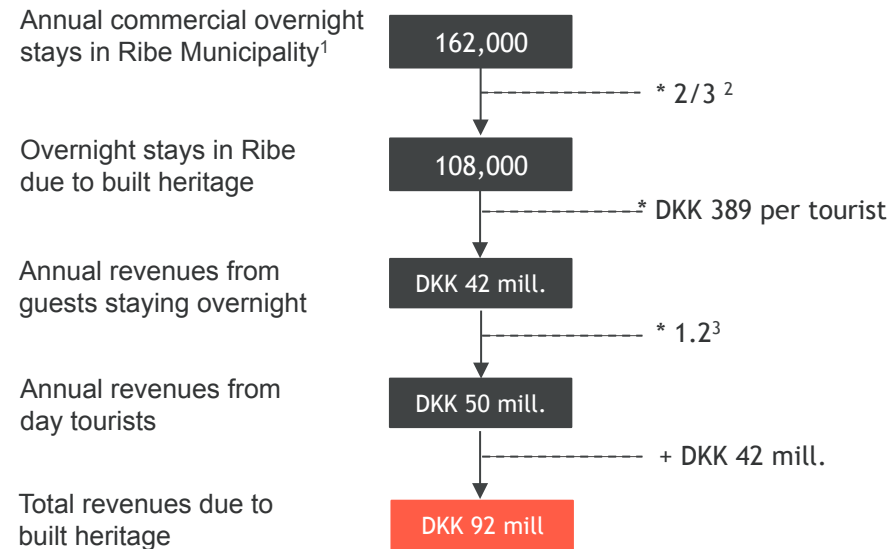 Annual commercial overnight
stays in Ribe Municipality¹
162,000
* 2/3 ²
Overnight stays in Ribe
due to built heritage
108,000
* DKK 389 per tourist
Annual revenues from
guests staying overnight
DKK 42 mill.
* 1.2³
Annual revenues from
day tourists
DKK 50 mill.
+ DKK 42 mill.
Total revenues due to
built heritage
DKK 92 mill